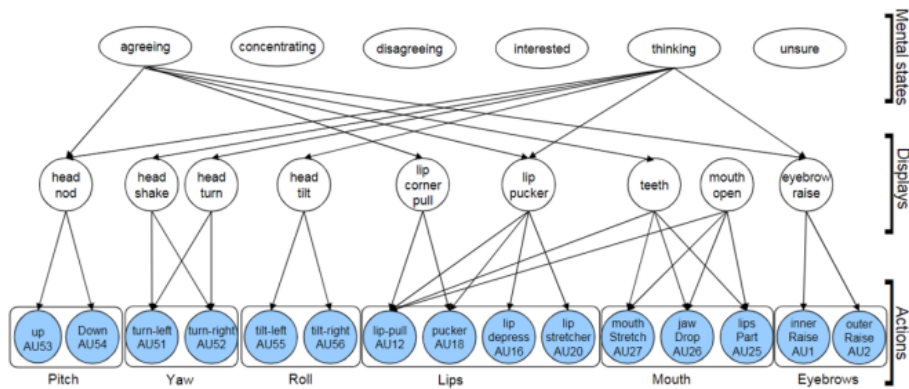 agreeing
concentrating
disagreeing
interested
thinking
unsure
Mental states
head
nod
head
shake
head
turn
head
tilt
lip
corner
pull
lip
pucker
teeth
mouth
open
eyebrow
raise
Displays
up
AU53
Down
AU54
turn-left
AU51
turn-right
AU52
tilt-left
AU55
tilt-right
AU56
lip-pull
AU12
pucker
AU18
lip
depress
AU16
lip
stretcher
AU20
mouth
Stretch
AU27
jaw
Drop
AU26
lips
Part
AU25
inner
Raise
AU1
outer
Raise
AU2
Actions
Pitch
Yaw
Roll
Lips
Mouth
Eyebrows